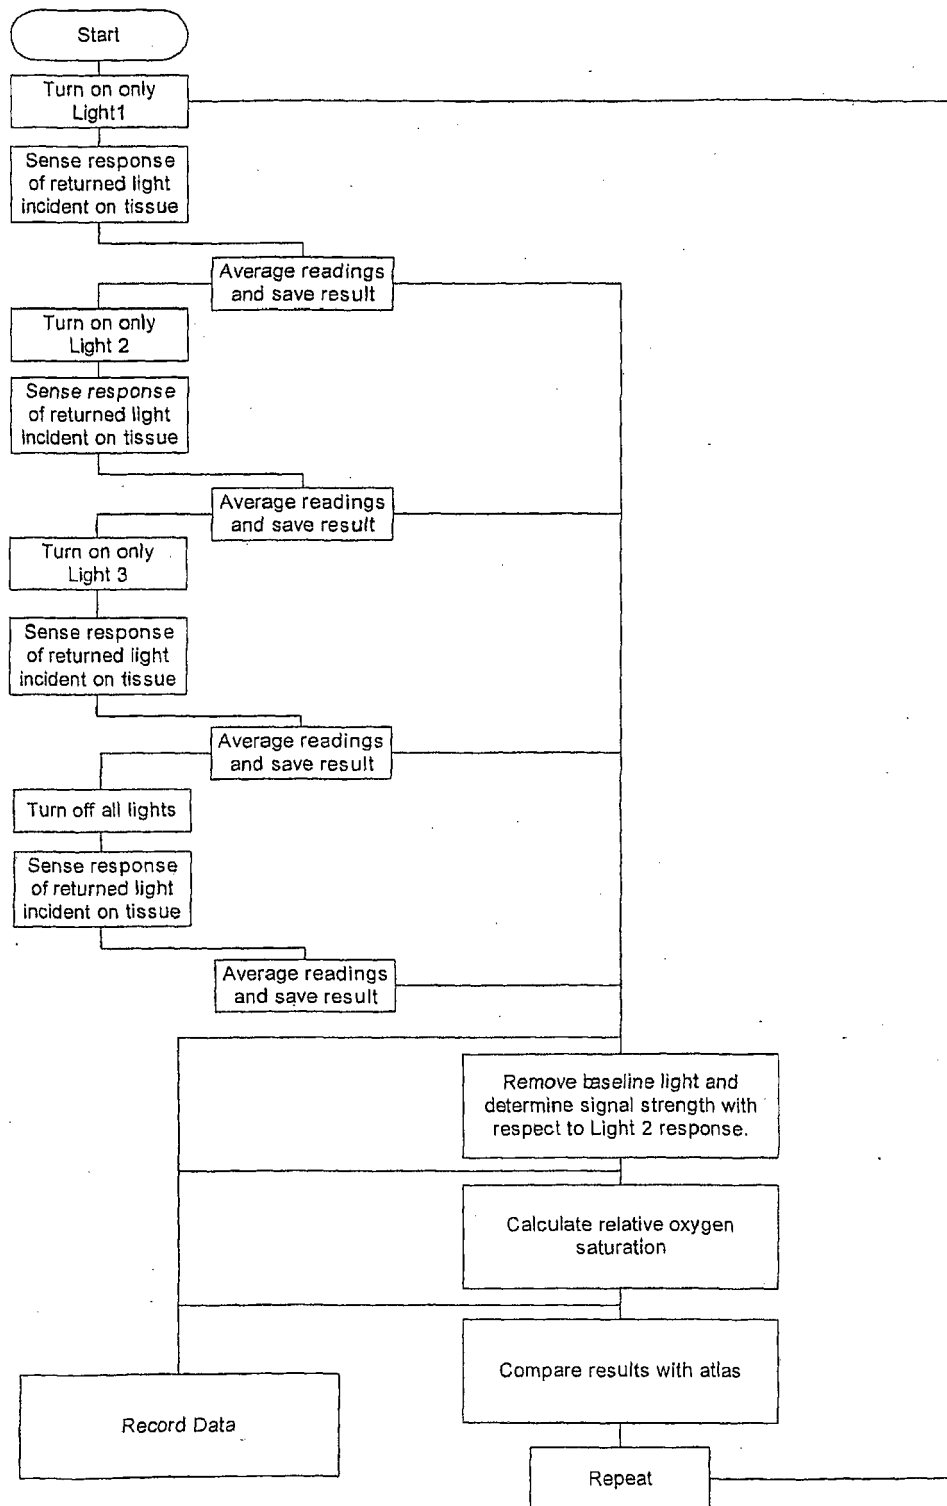 Start
Turn on only
Light1
Sense response
of returned light
incident on tissue
Average readings
and save result
Turn on only
Light 2
Sense response
of returned light
incident on tissue
Average readings
and save result
Turn on only
Light 3
Sense response
of returned light
incident on tissue
Average readings
and save result
Turn off all lights
Sense response
of returned light
incident on tissue
Average readings
and save result
Remove baseline light and
determine signal strength with
respect to Light 2 response.
Calculate relative oxygen
saturation
Compare results with atlas
Record Data
Repeat